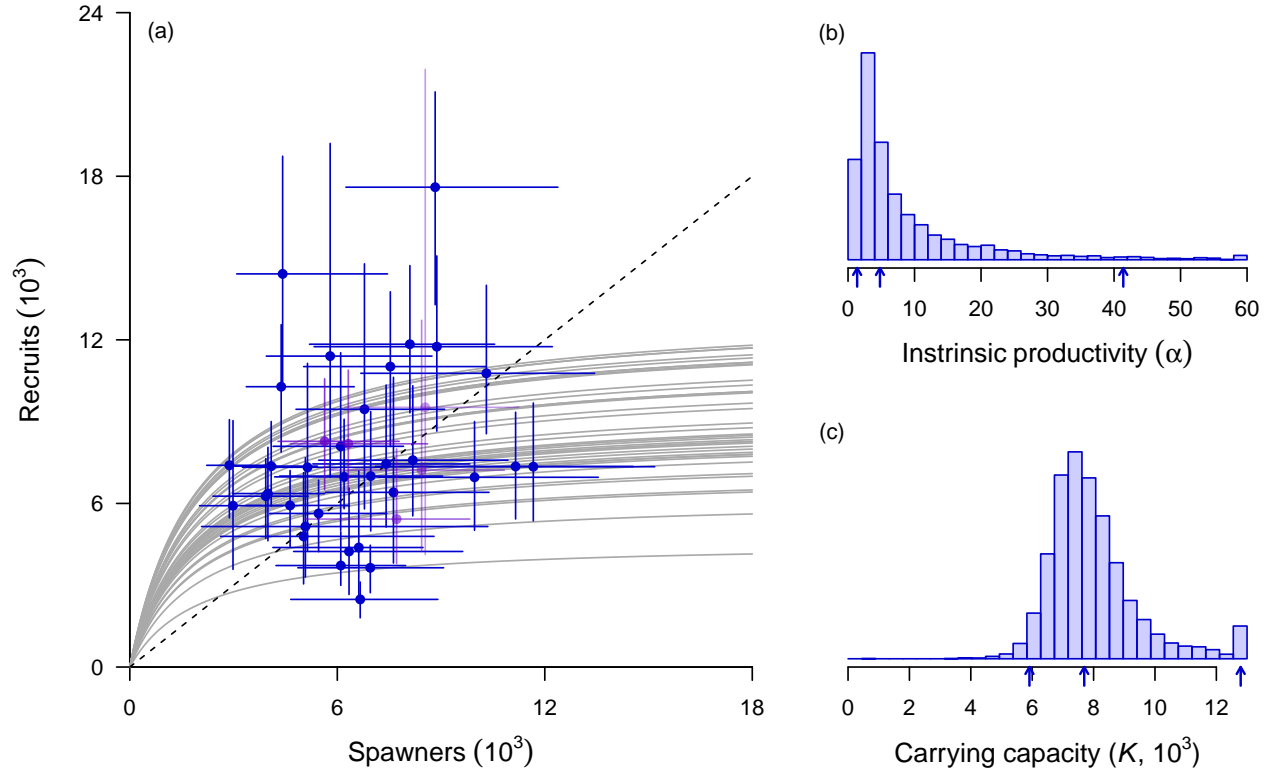 (a)
24
18
12
6
0
0 6 12 18
Recruits (10³)
Spawners (10³)
(b)
0 10 20 30 40 50 60
Instrinsic productivity (α)
(c)
0 2 4 6 8 10 12
Carrying capacity (K, 10³)